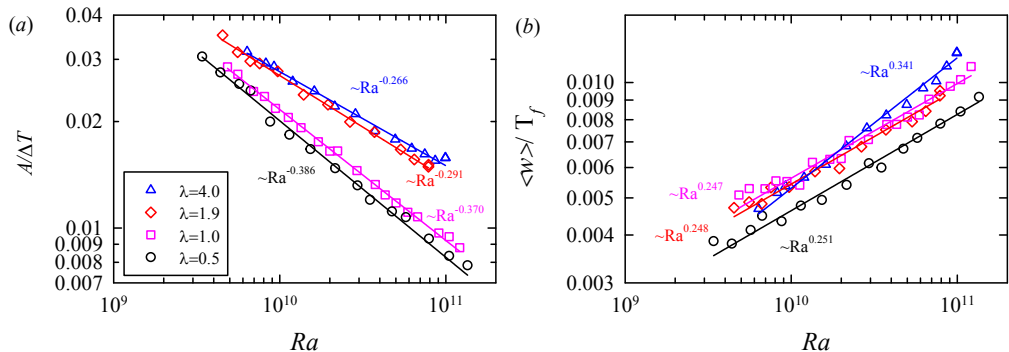 (a)
A/ΔT
0.04
0.03
0.02
0.01
0.009
0.008
0.007
~Ra^-0.266
~Ra^-0.291
~Ra^-0.386
~Ra^-0.370
λ=4.0
λ=1.9
λ=1.0
λ=0.5
10^9
10^10
10^11
Ra
(b)
<w>/T_f
0.010
0.009
0.008
0.007
0.006
0.005
0.004
0.003
~Ra^0.341
~Ra^0.247
~Ra^0.248
~Ra^0.251
10^9
10^10
10^11
Ra